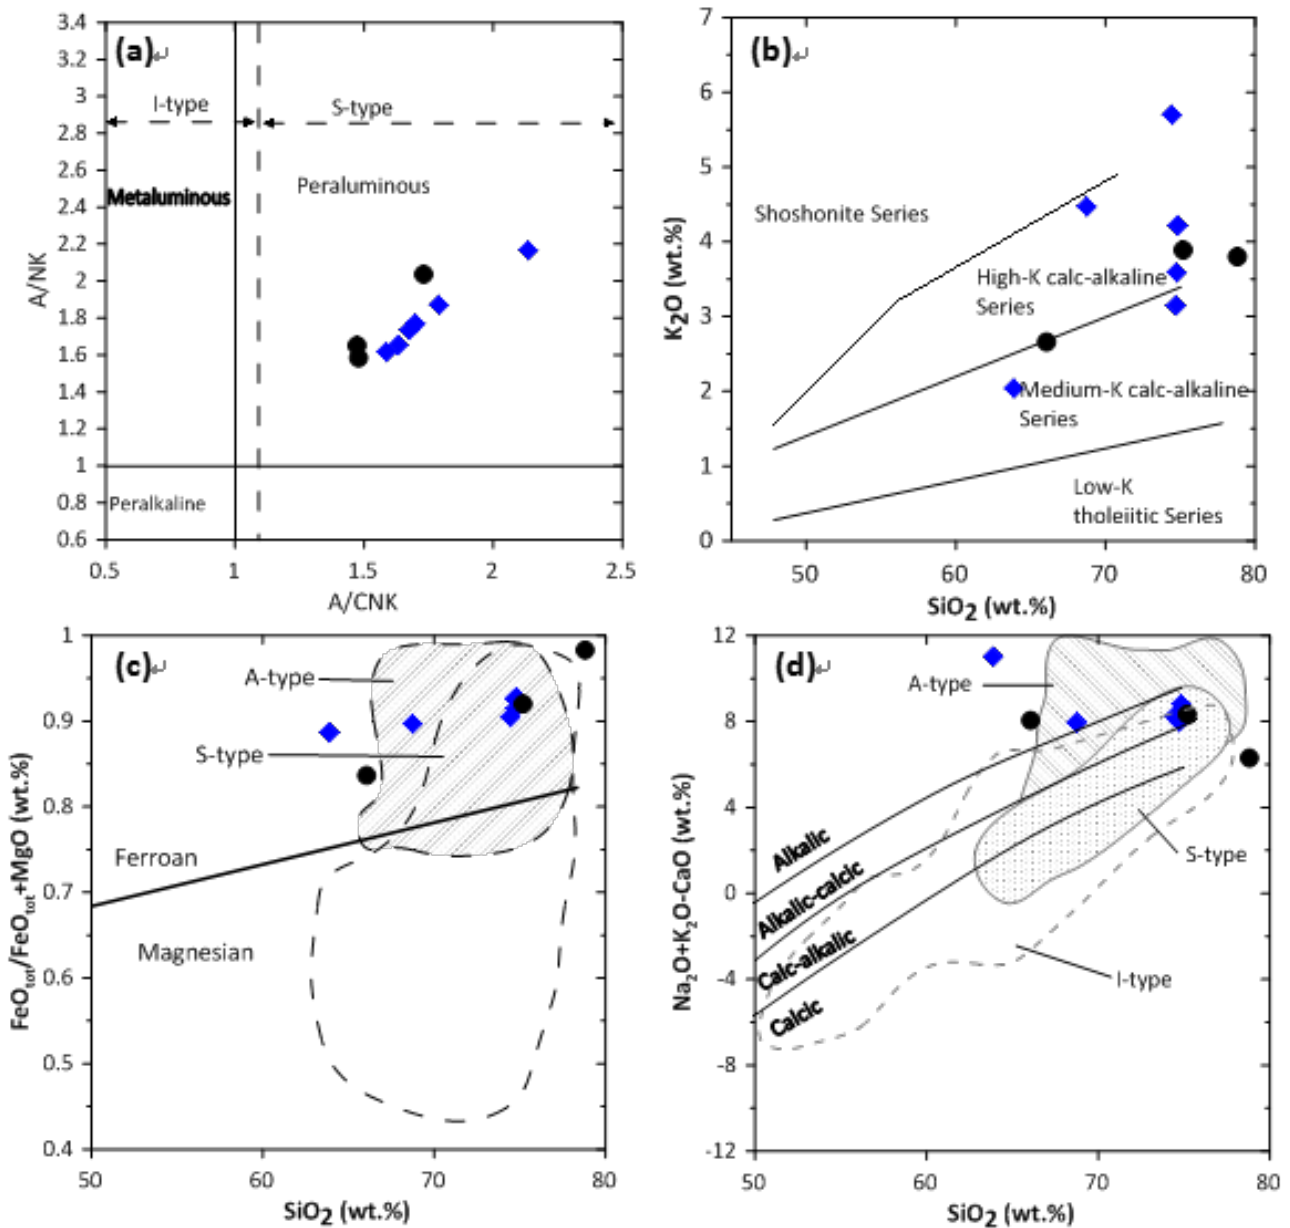 (a)↵
3.4
3.2
3
2.8
2.6
2.4
2.2
2
1.8
1.6
1.4
1.2
1
0.8
0.6
A/NK
I-type
S-type
Metaluminous
Peraluminous
Peralkaline
0.5
1
1.5
2
2.5
A/CNK
(b)↵
7
6
5
4
3
2
1
0
K₂O (wt.%)
Shoshonite Series
High-K calc-alkaline
Series
Medium-K calc-alkaline
Series
Low-K
tholeiitic Series
50
60
70
80
SiO₂ (wt.%)
(c)↵
1
0.9
0.8
0.7
0.6
0.5
0.4
FeOtot/FeOtot+MgO (wt.%)
A-type
S-type
Ferroan
Magnesian
50
60
70
80
SiO₂ (wt.%)
(d)↵
12
8
4
0
-4
-8
-12
Na₂O+K₂O-CaO (wt.%)
A-type
Alkalic
Alkalic-calcic
Calc-alkalic
Calcic
S-type
I-type
50
60
70
80
SiO₂ (wt.%)